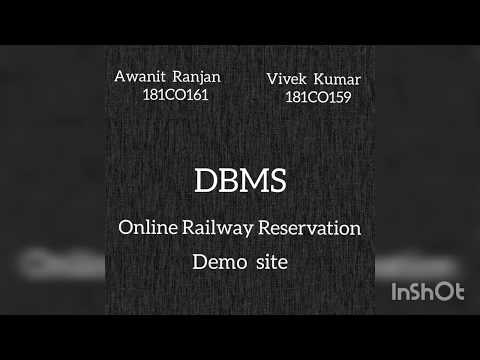 Awanit Ranjan
181CO161
Vivek Kumar
181CO159
DBMS
Online Railway Reservation
Demo site
InShOt